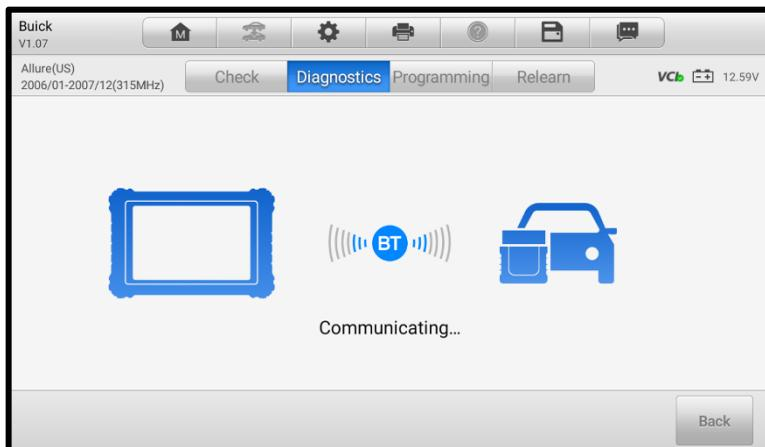 Buick
V1.07
M
Allure(US)
2006/01-2007/12(315MHz)
Check Diagnostics Programming Relearn
VCI 12.59V
BT
Communicating...
Back